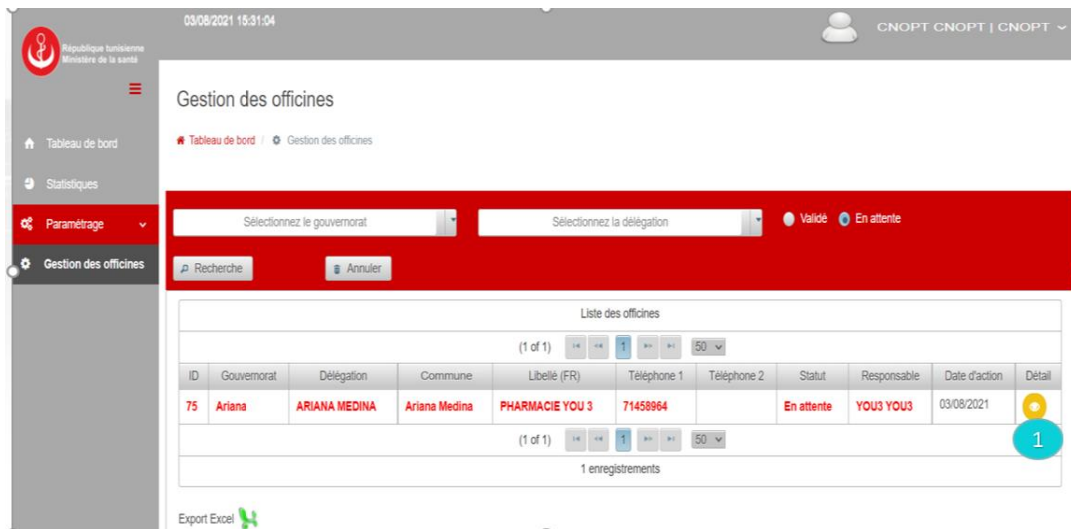 03/08/2021 15:31:04
CNOPT CNOPT | CNOPT
République tunisienne
Ministère de la santé
Gestion des officines
Tableau de bord / Gestion des officines
Tableau de bord
Statistiques
Paramétrage
Gestion des officines
Sélectionnez le gouvernorat
Sélectionnez la délégation
Validé
En attente
Recherche
Annuler
Liste des officines
(1 of 1) 1 50
ID Gouvernorat Délégation Commune Libellé (FR) Téléphone 1 Téléphone 2 Statut Responsable Date d'action Détail
75 Ariana ARIANA MEDINA Ariana Medina PHARMACIE YOU 3 71458964 En attente YOU3 YOU3 03/08/2021
(1 of 1) 1 50
1
1 enregistrements
Export Excel